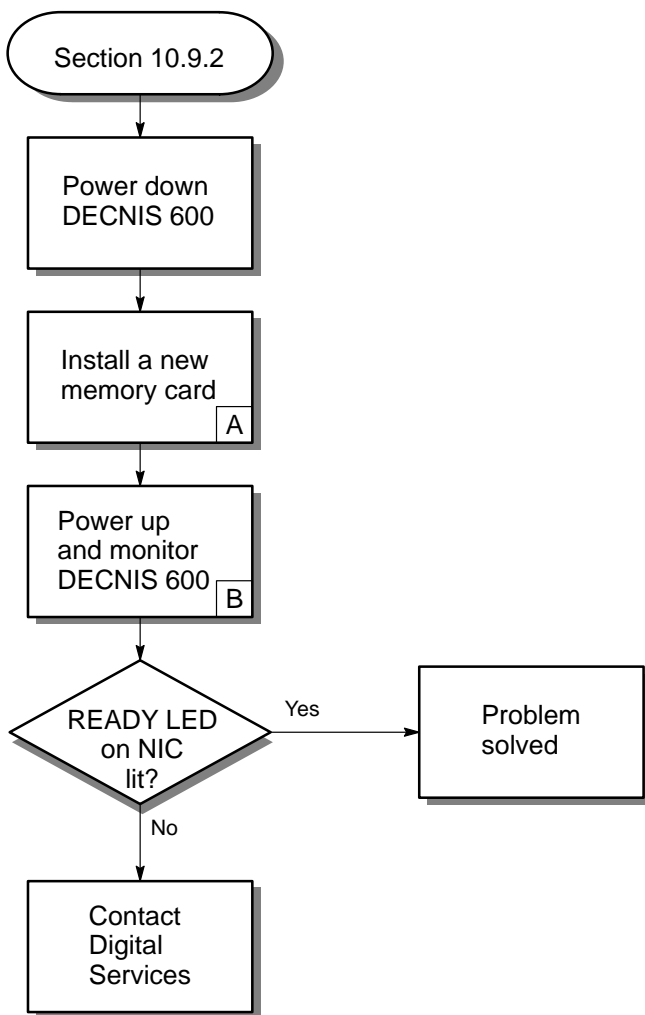 Section 10.9.2
Power down
DECNIS 600
Install a new
memory card
A
Power up
and monitor
DECNIS 600
B
READY LED
on NIC
lit?
Yes
Problem
solved
No
Contact
Digital
Services